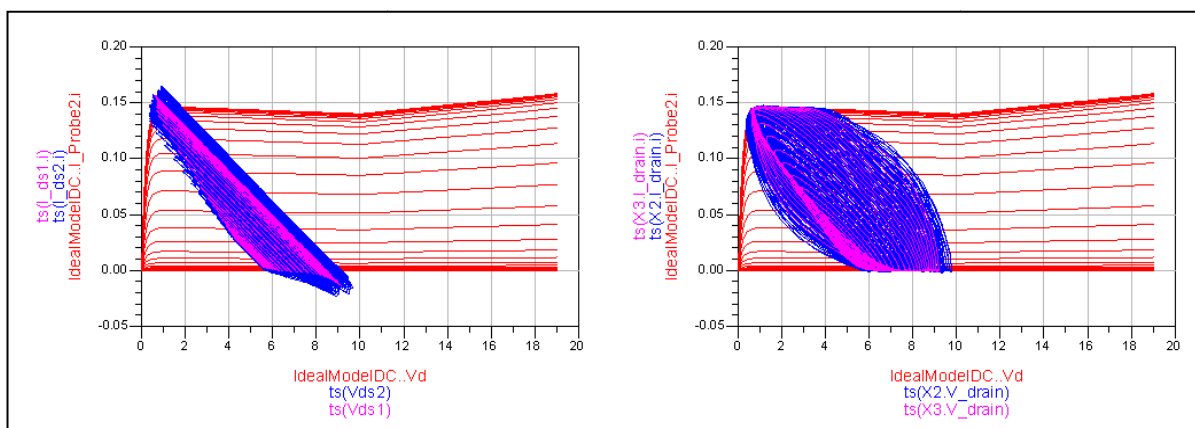 0.20
0.15
0.10
0.05
0.00
-0.05
ts(I_ds1.i)
ts(I_ds2.i)
IdealModelDC..I_Probe2.i
0 2 4 6 8 10 12 14 16 18 20
IdealModelDC..Vd
ts(Vds2)
ts(Vds1)
0.20
0.15
0.10
0.05
0.00
-0.05
ts(X3.I_drain.i)
ts(X2.I_drain.i)
IdealModelDC..I_Probe2.i
0 2 4 6 8 10 12 14 16 18 20
IdealModelDC..Vd
ts(X2.V_drain)
ts(X3.V_drain)